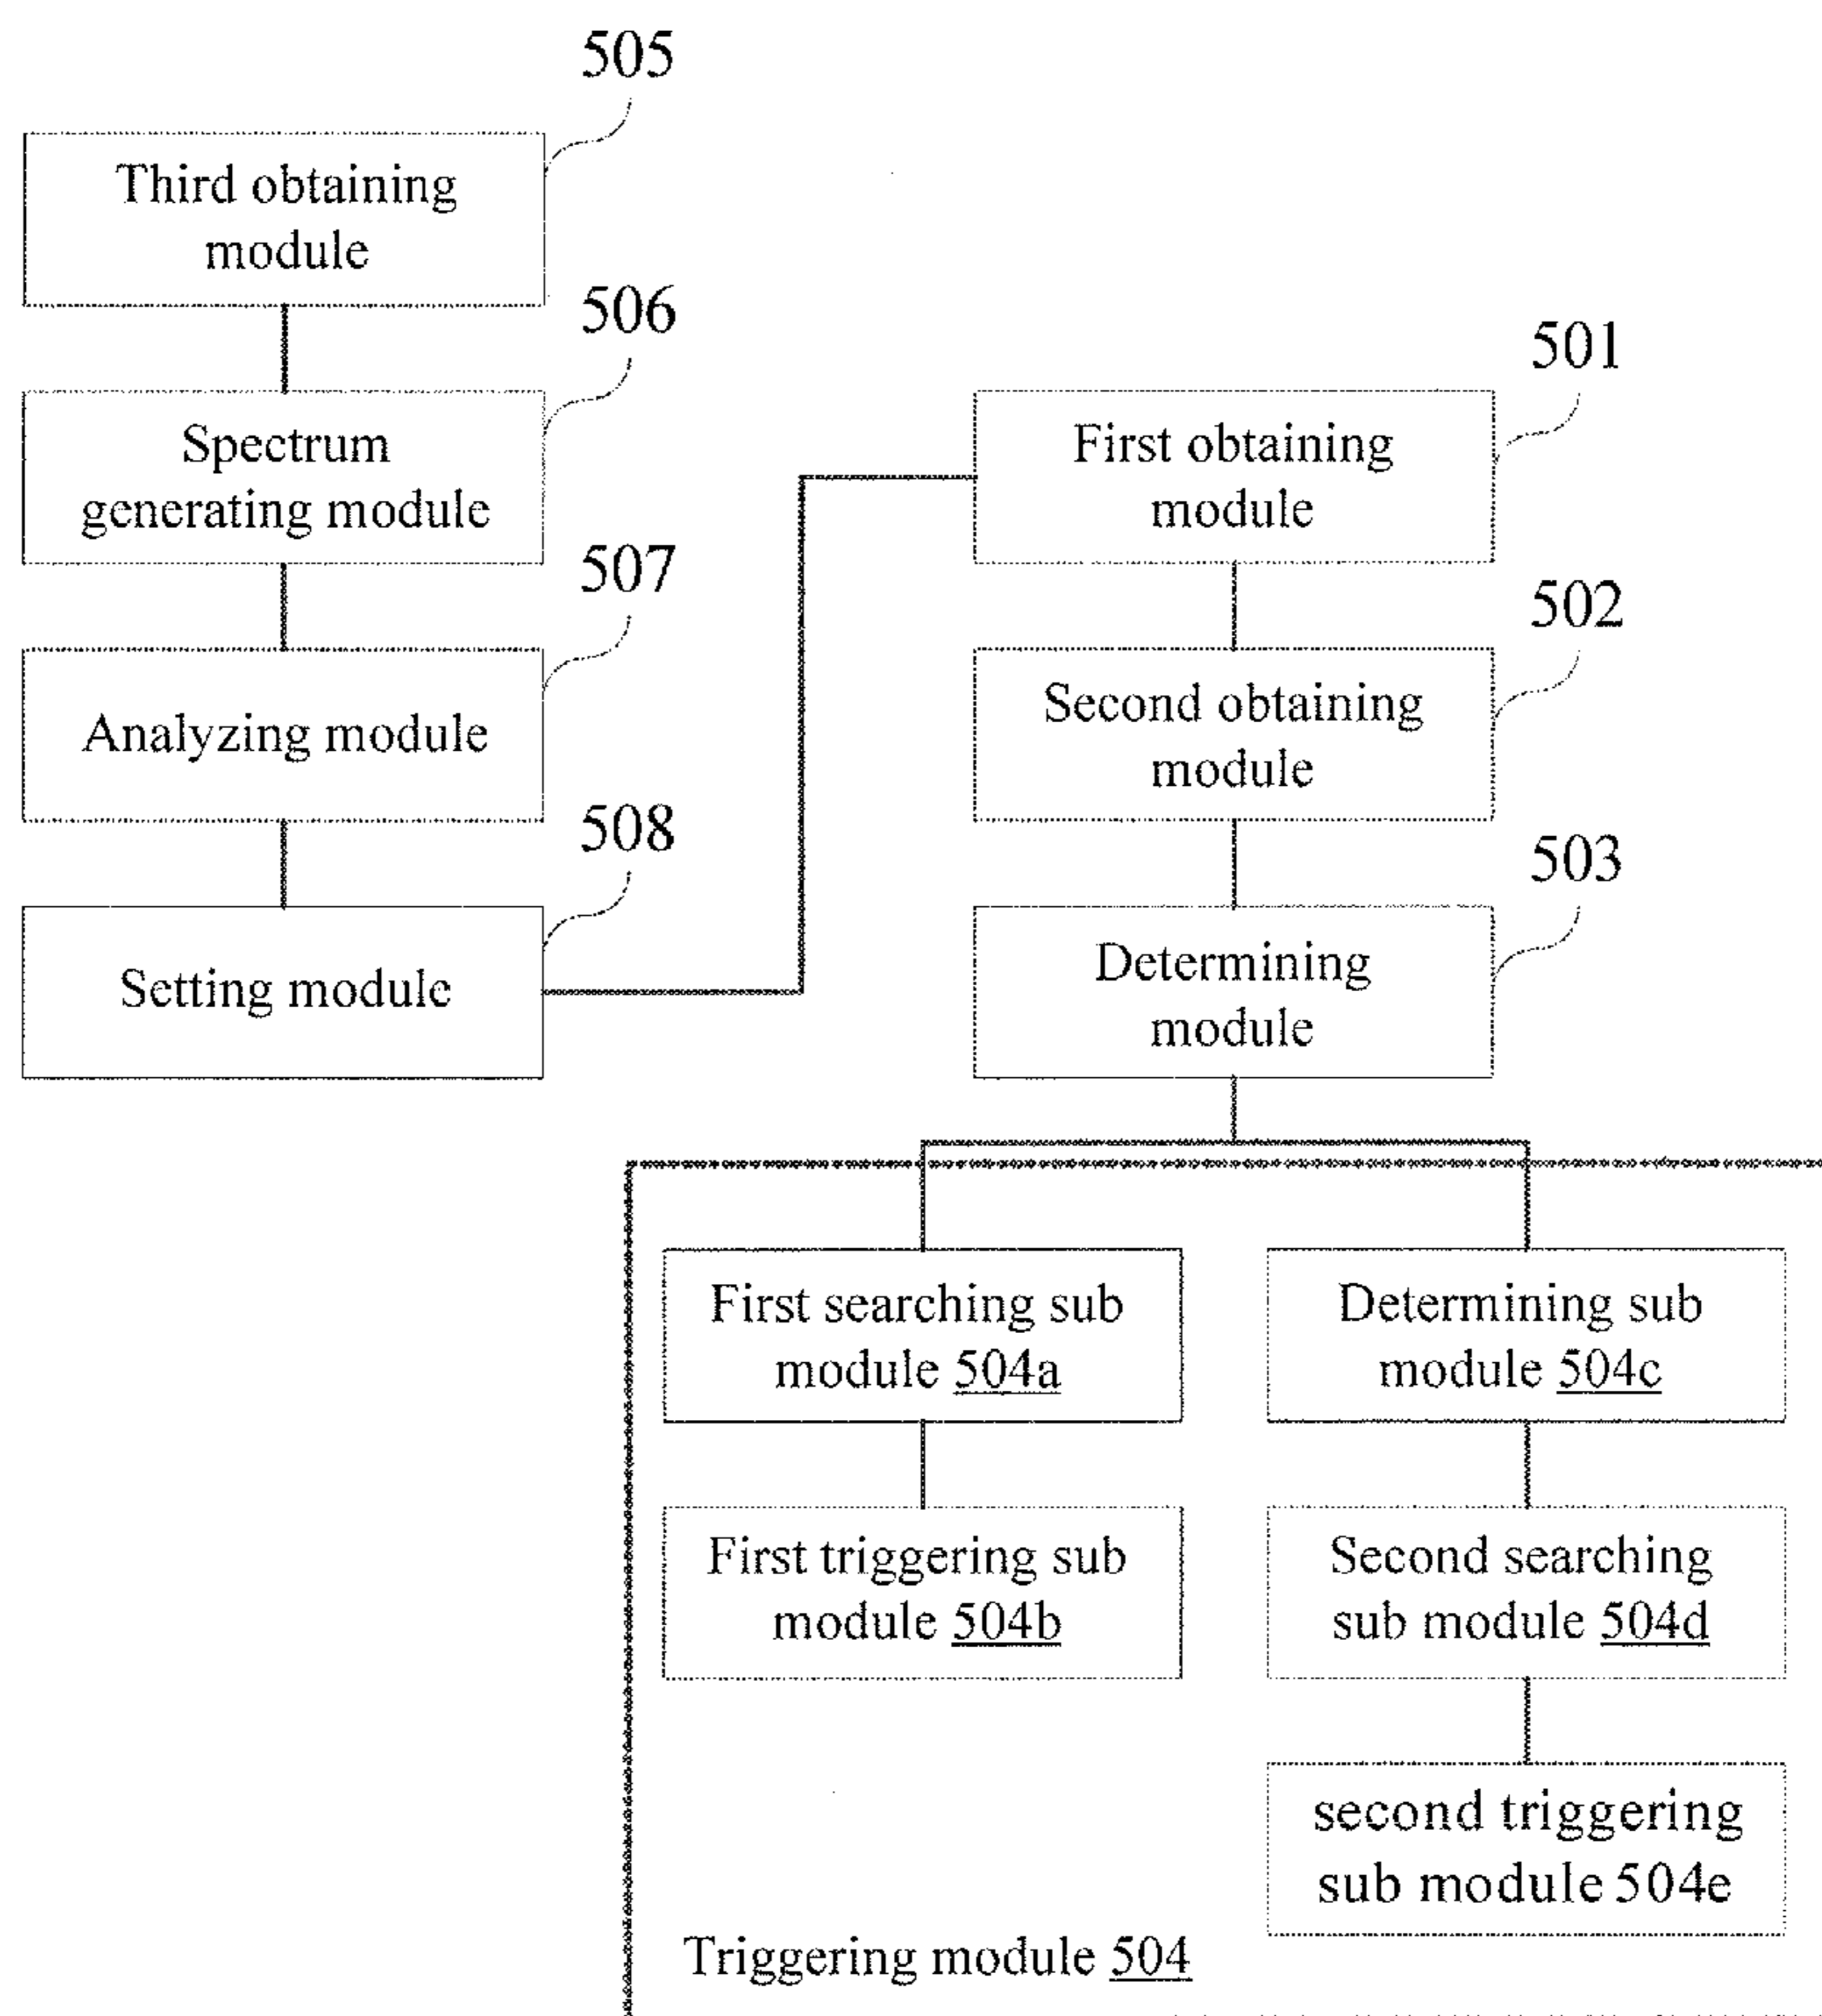 505
Third obtaining
module
506
Spectrum
generating module
507
Analyzing module
508
Setting module
501
First obtaining
module
502
Second obtaining
module
503
Determining
module
First searching sub
module 504a
First triggering sub
module 504b
Determining sub
module 504c
Second searching
sub module 504d
second triggering
sub module 504e
Triggering module 504